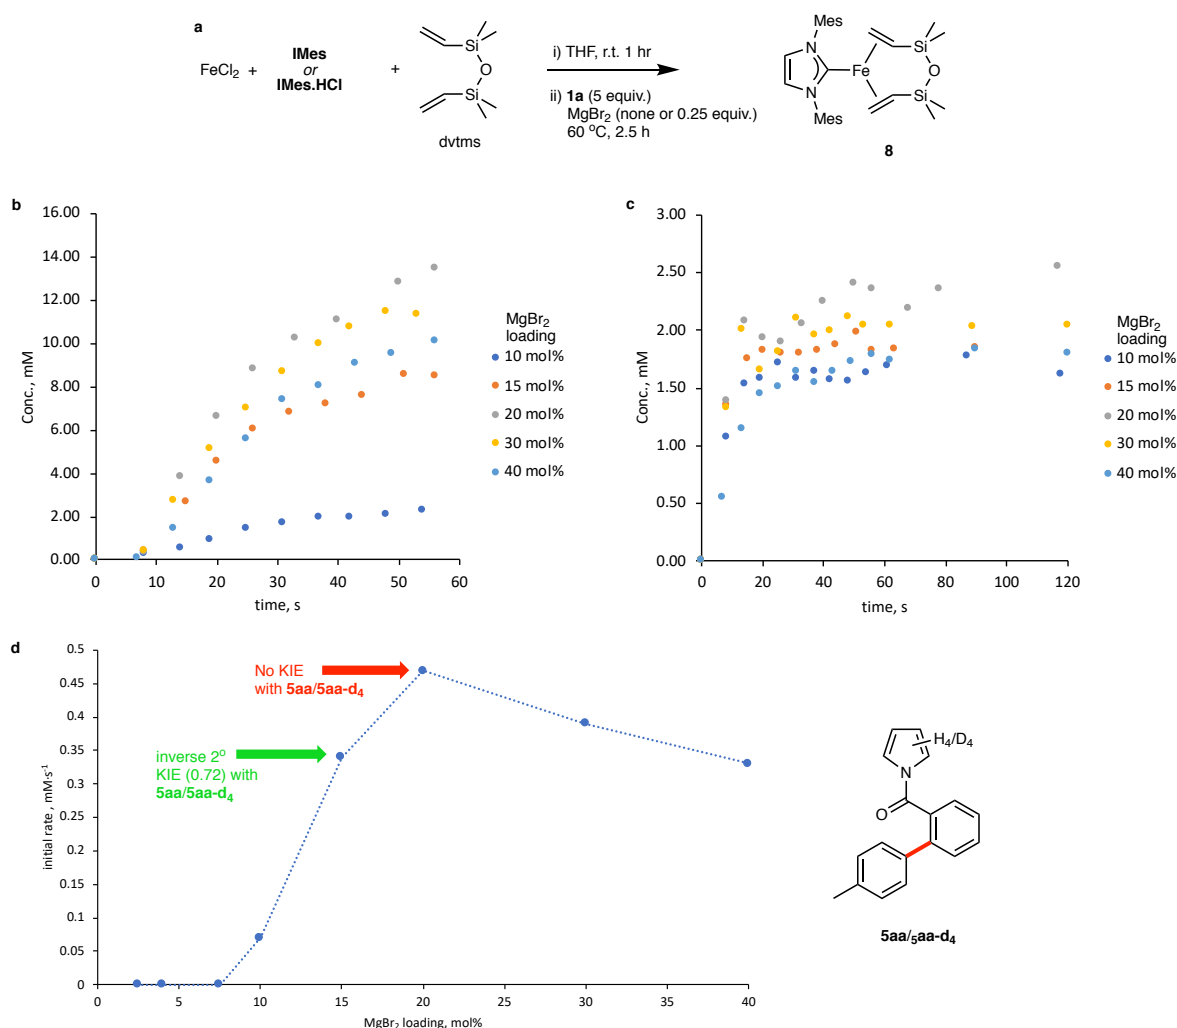 a
FeCl2 +
IMes
or
IMes.HCl
+
Si
O
Si
dvtms
i) THF, r.t. 1 hr
ii) 1a (5 equiv.)
MgBr2 (none or 0.25 equiv.)
60 ºC, 2.5 h
Mes
N
N
Mes
Fe
Si
O
Si
8
b
Conc., mM
16.00
14.00
12.00
10.00
8.00
6.00
4.00
2.00
0.00
0 10 20 30 40 50 60
time, s
MgBr2
loading
10 mol%
15 mol%
20 mol%
30 mol%
40 mol%
c
Conc., mM
3.00
2.50
2.00
1.50
1.00
0.50
0.00
0 20 40 60 80 100 120
time, s
MgBr2
loading
10 mol%
15 mol%
20 mol%
30 mol%
40 mol%
d
initial rate , mM·s-1
0.5
0.45
0.4
0.35
0.3
0.25
0.2
0.15
0.1
0.05
0
0 5 10 15 20 25 30 35 40
MgBr2 loading, mol%
No KIE
with 5aa/5aa-d4
inverse 2º
KIE (0.72) with
5aa/5aa-d4
H4/D4
N
O
5aa/5aa-d4